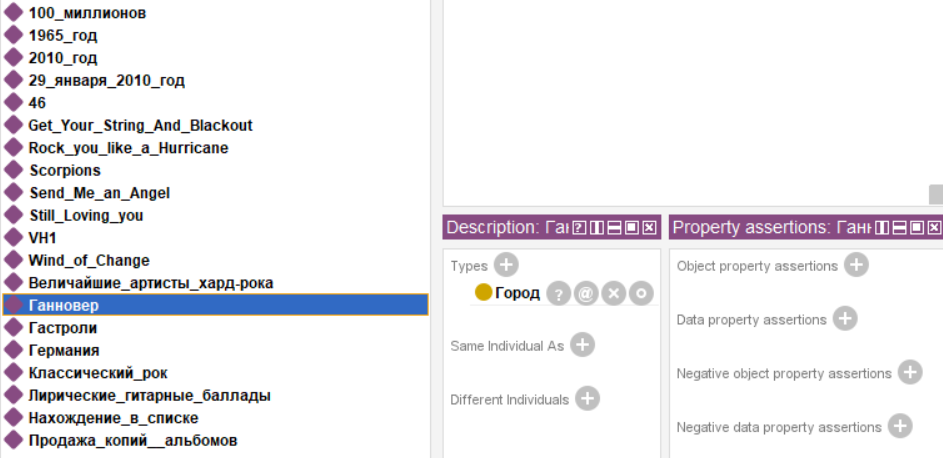 100_миллионов
1965_год
2010_год
29_января_2010_год
46
Get_Your_String_And_Blackout
Rock_you_like_a_Hurricane
Scorpions
Send_Me_an_Angel
Still_Loving_you
VH1
Wind_of_Change
Величайшие_артисты_хард-рока
Ганновер
Гастроли
Германия
Классический_рок
Лирические_гитарные_баллады
Нахождение_в_списке
Продажа_копий__альбомов
Description: Ган
Types
Город
Same Individual As
Different Individuals
Property assertions: Ганн
Object property assertions
Data property assertions
Negative object property assertions
Negative data property assertions